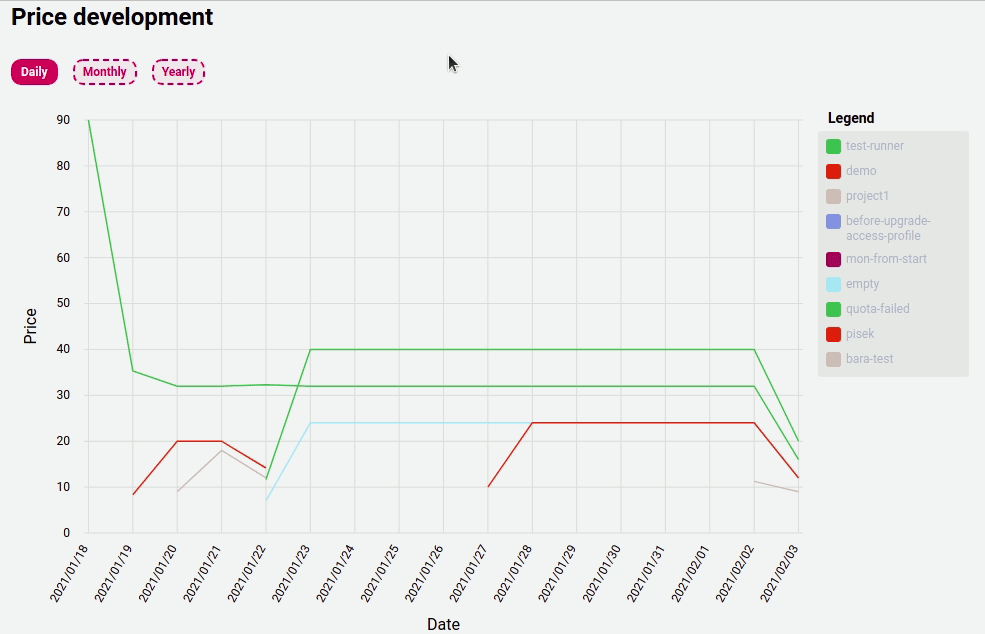 Price development
Daily
Monthly
Yearly
Legend
test-runner
demo
project1
before-upgrade-
access-profile
mon-from-start
empty
quota-failed
pisek
bara-test
Price
90
80
70
60
50
40
30
20
10
0
2021/01/18
2021/01/19
2021/01/20
2021/01/21
2021/01/22
2021/01/23
2021/01/24
2021/01/25
2021/01/26
2021/01/27
2021/01/28
2021/01/29
2021/01/30
2021/01/31
2021/02/01
2021/02/02
2021/02/03
Date